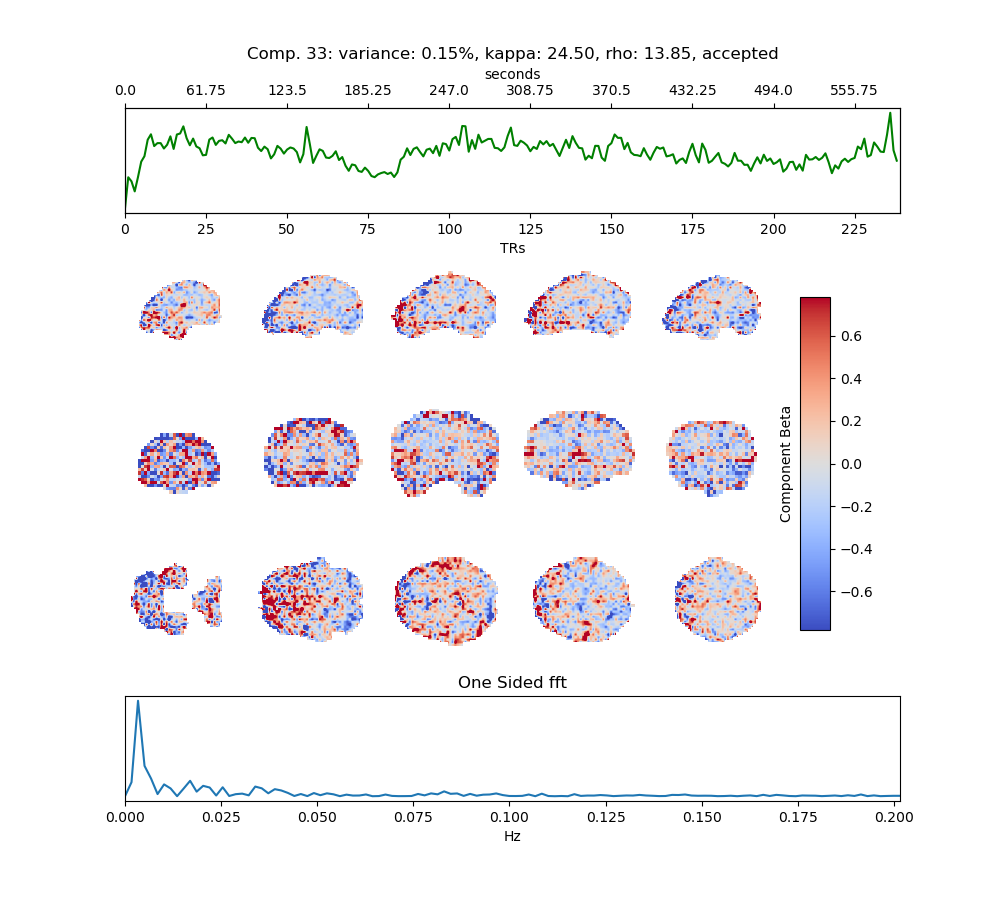 Comp. 33: variance: 0.15%, kappa: 24.50, rho: 13.85, accepted
seconds
0.0 61.75 123.5 185.25 247.0 308.75 370.5 432.25 494.0 555.75
0 25 50 75 100 125 150 175 200 225
TRs
Component Beta
0.6
0.4
0.2
0.0
−0.2
−0.4
−0.6
One Sided fft
0.000 0.025 0.050 0.075 0.100 0.125 0.150 0.175 0.200
Hz